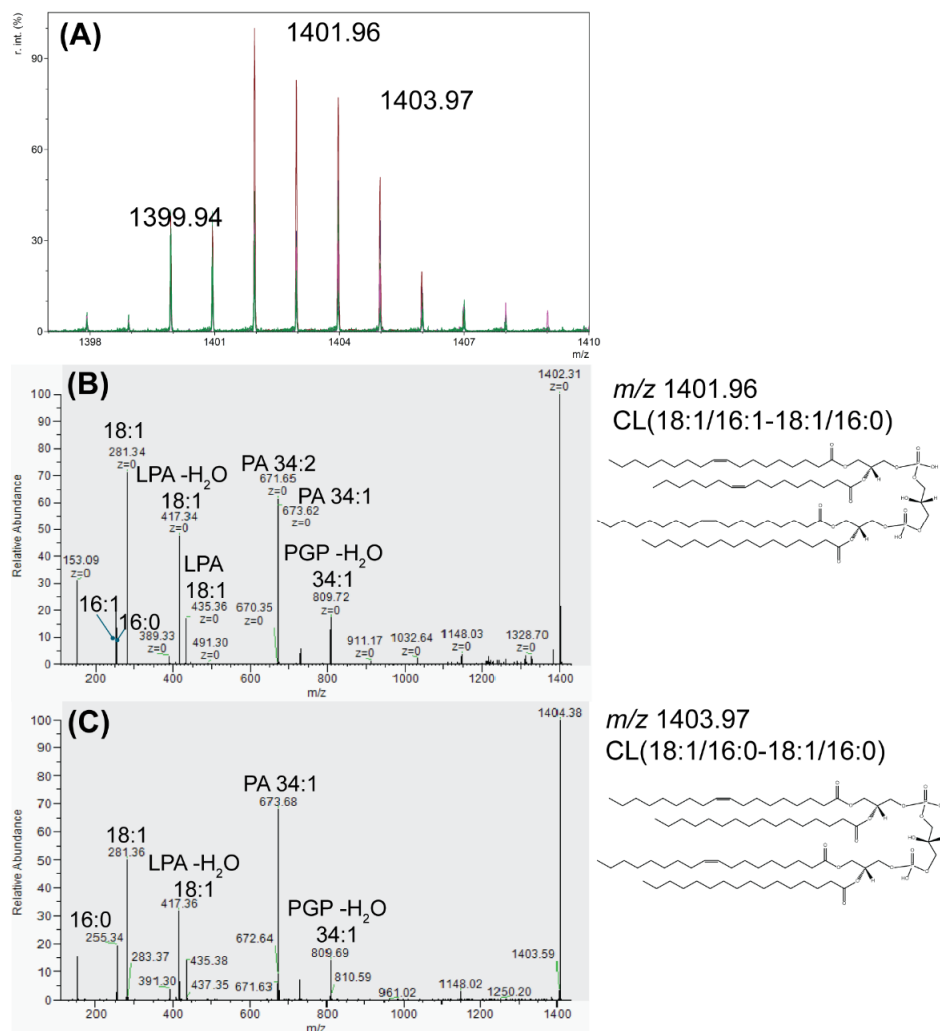 (A)
1401.96
1403.97
1399.94
r. int. (%)
90
60
30
0
1398
1401
1404
1407
1410
m/z
(B)
m/z 1401.96
CL(18:1/16:1-18:1/16:0)
1402.31
z=0
18:1
281.34
z=0
LPA -H2O
18:1
417.34
z=0
LPA
18:1
435.36
z=0
491.30
z=0
PA 34:2
671.65
z=0
PA 34:1
673.62
z=0
PGP -H2O
34:1
809.72
z=0
153.09
z=0
16:1
16:0
389.33
z=0
670.35
z=0
911.17
z=0
1032.64
z=0
1148.03
z=0
1328.70
z=0
Relative Abundance
100
90
80
70
60
50
40
30
20
10
0
200
400
600
800
1000
1200
1400
m/z
O
O
O
O
H
O
P
O
OH
O
HO
H
O
O
O
O
H
O
P
O
HO
(C)
m/z 1403.97
CL(18:1/16:0-18:1/16:0)
1404.38
PA 34:1
673.68
18:1
281.36
LPA -H2O
18:1
417.36
16:0
255.34
PGP -H2O
34:1
809.69
283.37
391.30
435.38
437.35
672.64
671.63
810.59
961.02
1148.02
1250.20
1403.59
Relative Abundance
100
90
80
70
60
50
40
30
20
10
0
200
400
600
800
1000
1200
1400
m/z
O
O
O
O
H
O
P
O
HO
O
O
O
O
H
O
P
O
HO